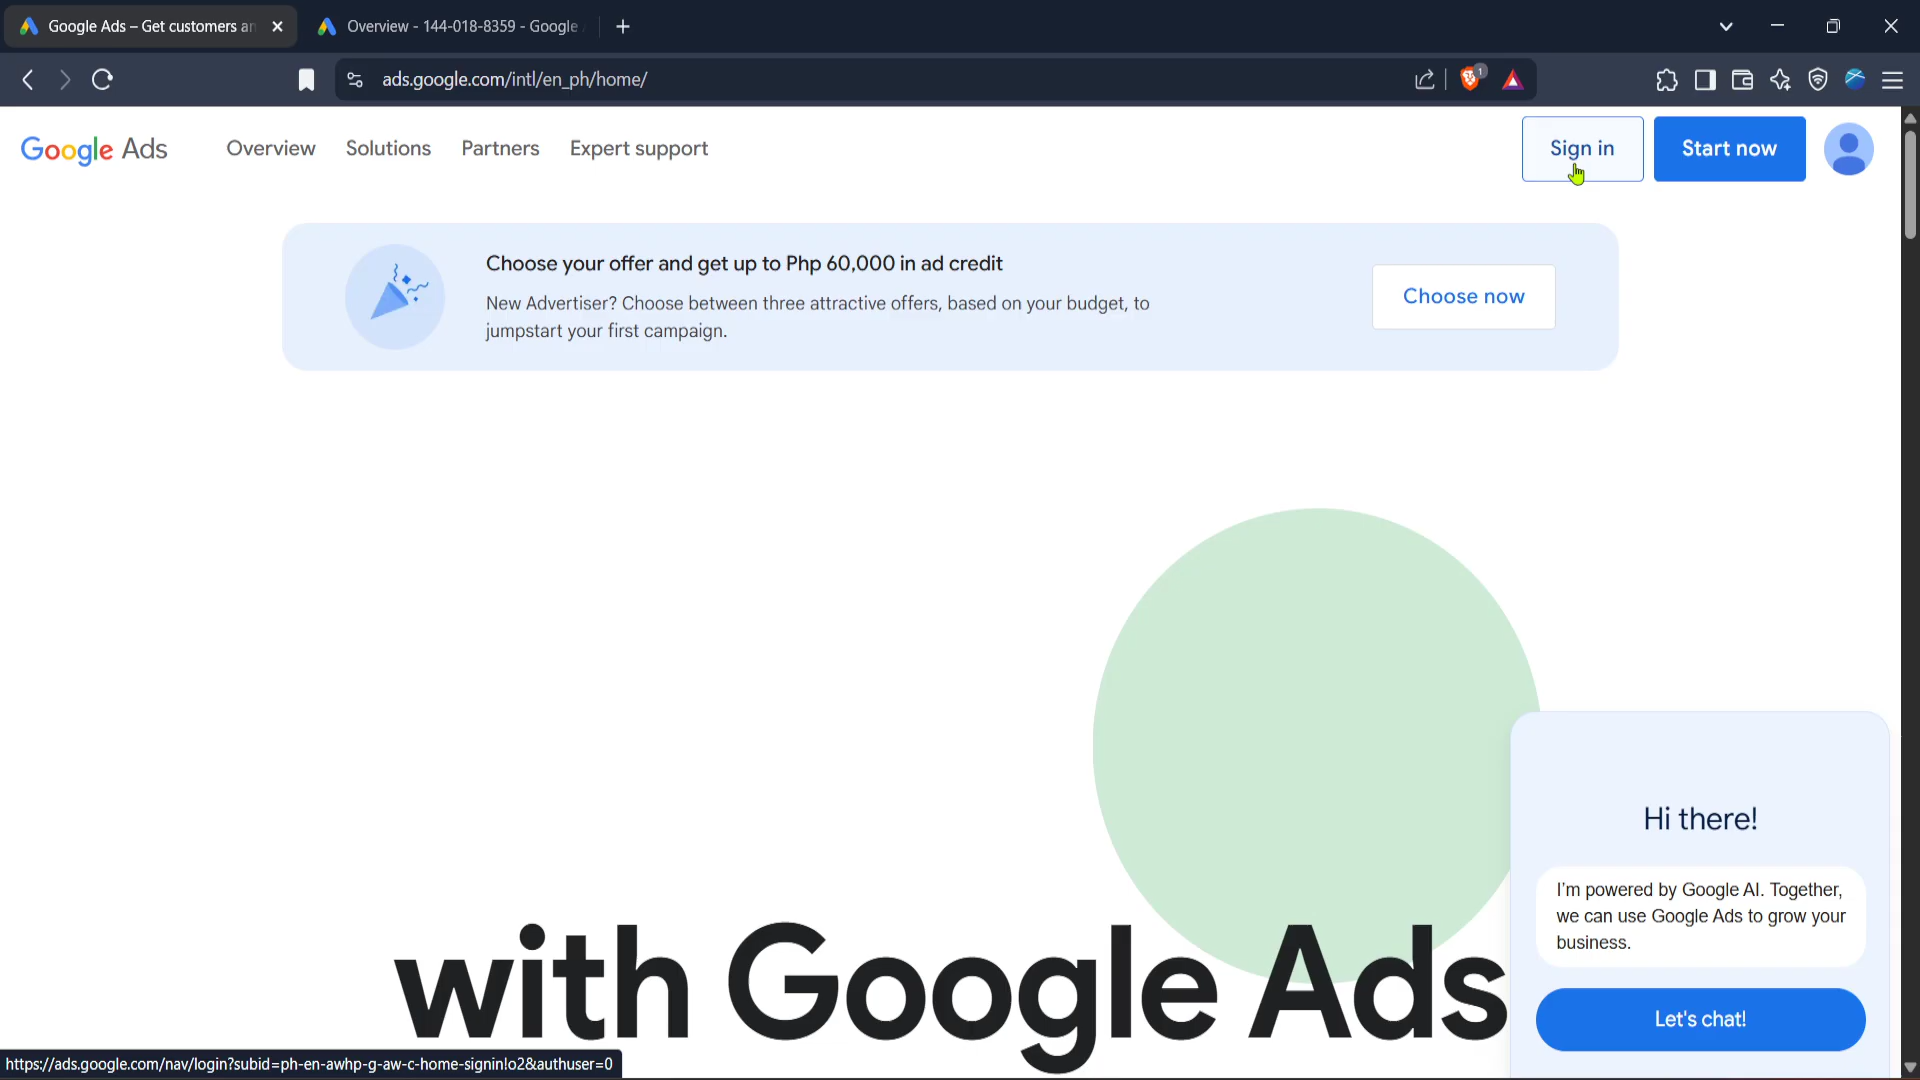 Google Ads – Get customers an
Overview - 144-018-8359 - Google A
ads.google.com/intl/en_ph/home/
1
Google Ads
Overview
Solutions
Partners
Expert support
Sign in
Start now
Choose your offer and get up to Php 60,000 in ad credit
New Advertiser? Choose between three attractive offers, based on your budget, to
jumpstart your first campaign.
Choose now
with Google Ads
Hi there!
I'm powered by Google AI. Together,
we can use Google Ads to grow your
business.
Let's chat!
https://ads.google.com/nav/login?subid=ph-en-awhp-g-aw-c-home-signin!o2&authuser=0